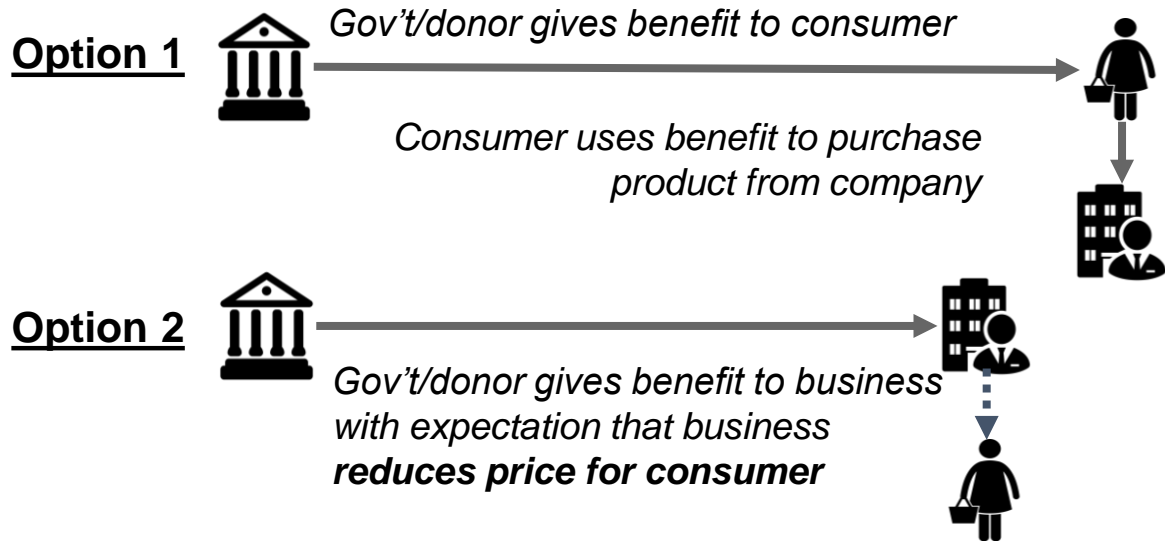 Gov’t/donor gives benefit to consumer
Option 1
Consumer uses benefit to purchase
product from company
Option 2
Gov’t/donor gives benefit to business
with expectation that business
reduces price for consumer